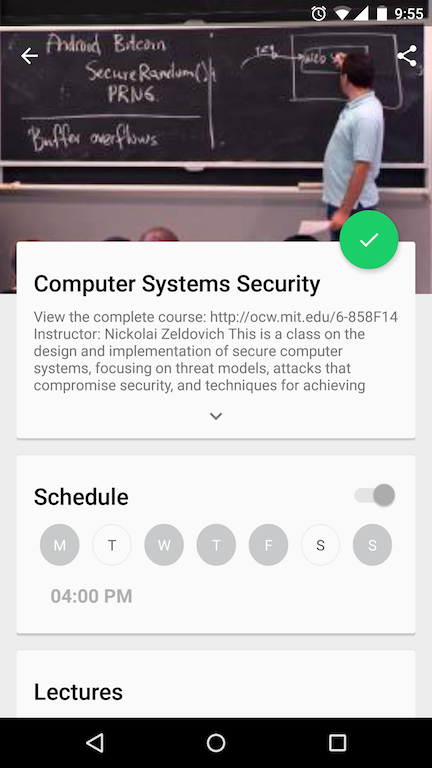 9:55
Android Bitcoin
SecureRandom()
PRNG
Buffer overflows
req
web s
Computer Systems Security
View the complete course: http://ocw.mit.edu/6-858F14
Instructor: Nickolai Zeldovich This is a class on the
design and implementation of secure computer
systems, focusing on threat models, attacks that
compromise security, and techniques for achieving
Schedule
M T W T F S S
04:00 PM
Lectures